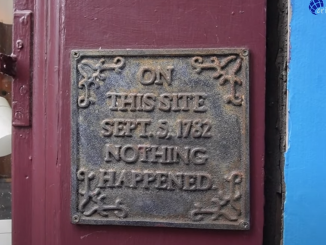 ON
THIS SITE
SEPT. 5, 1782
NOTHING
HAPPENED.